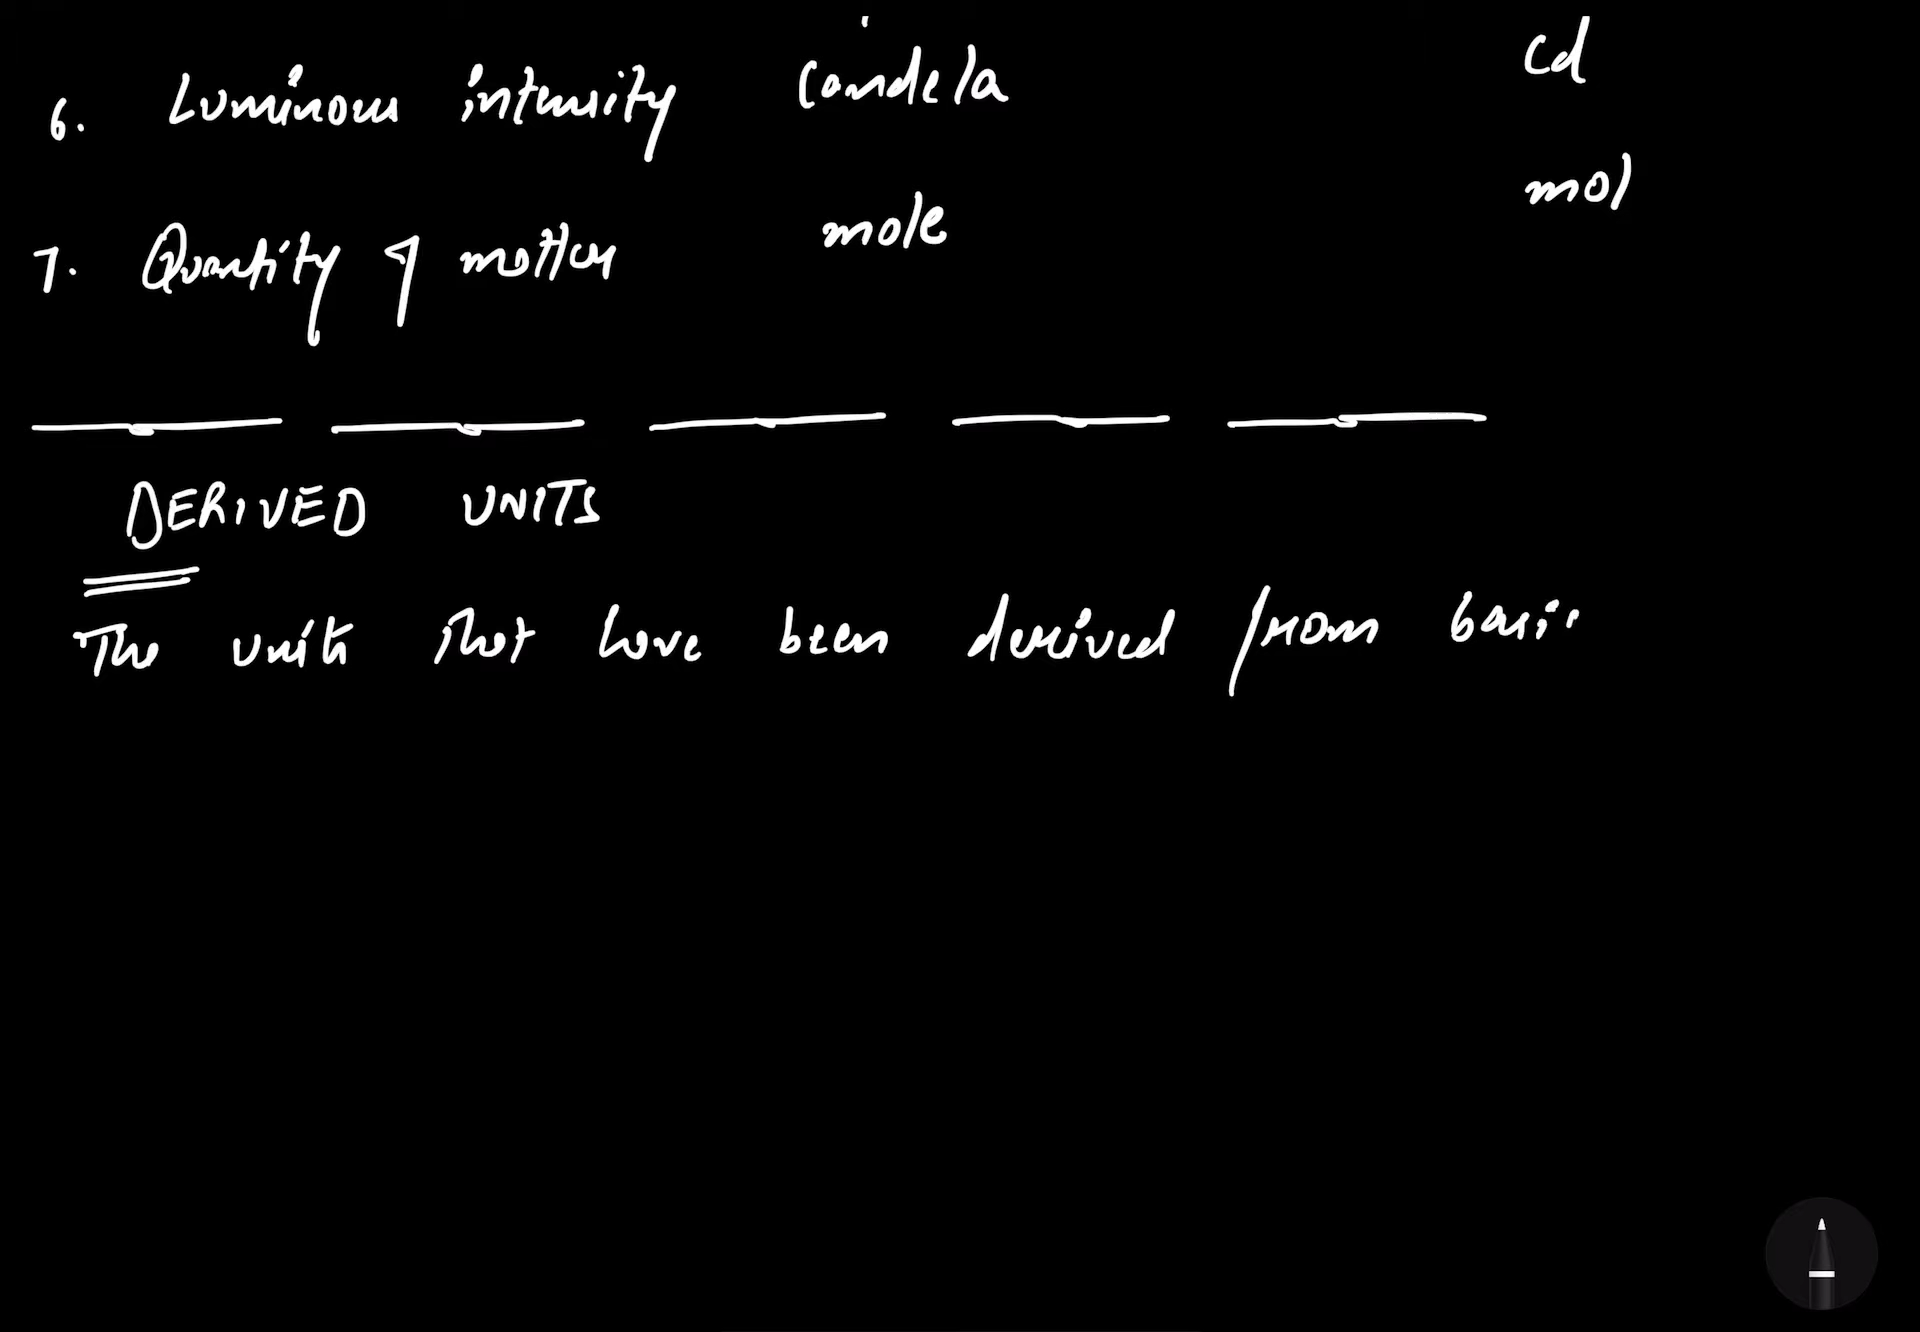 6. Luminous intensity candela cd
7. Quantity of matter mole mol
DERIVED UNITS
The units that have been derived from basi